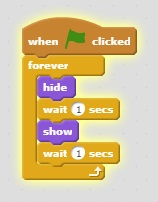 when clicked
forever
hide
wait 1 secs
show
wait 1 secs